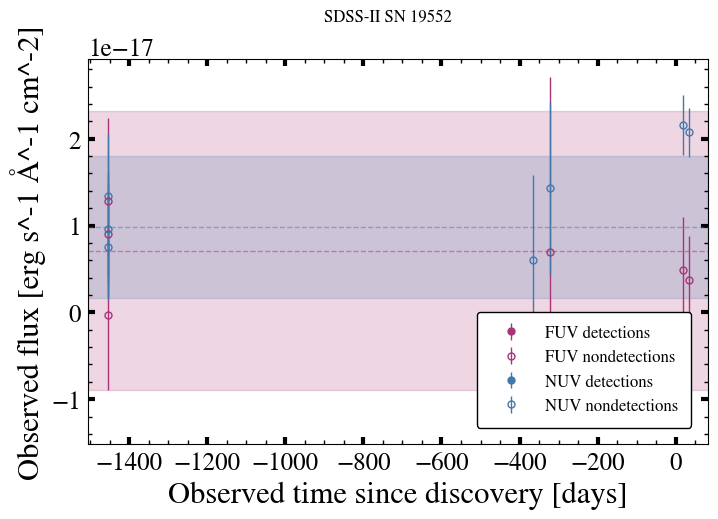 SDSS-II SN 19552
1e−17
Observed flux [erg s^-1 Å^-1 cm^-2]
2
1
0
−1
FUV detections
FUV nondetections
NUV detections
NUV nondetections
−1400 −1200 −1000 −800 −600 −400 −200 0
Observed time since discovery [days]